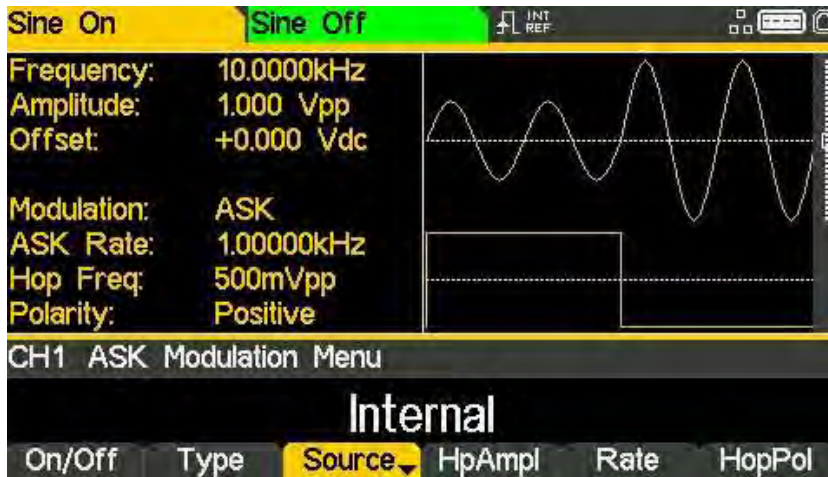 Sine On Sine Off INT REF
Frequency: 10.0000kHz
Amplitude: 1.000 Vpp
Offset: +0.000 Vdc
Modulation: ASK
ASK Rate: 1.00000kHz
Hop Freq: 500mVpp
Polarity: Positive
CH1 ASK Modulation Menu
Internal
On/Off Type Source HpAmpl Rate HopPol